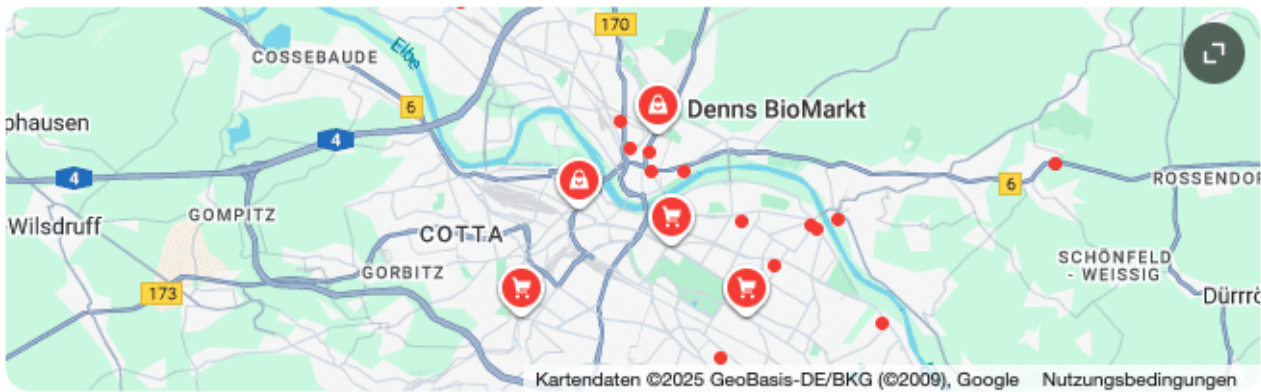 170
COSSEBAUDE
Elbe
6
Denns BioMarkt
phausen
4
4
6
ROSSENDOR
GOMPITZ
Wilsdruff
COTTA
GORBITZ
SCHÖNFELD
- WEISSIG
173
Dürrrö
Kartendaten ©2025 GeoBasis-DE/BKG (©2009), Google Nutzungsbedingungen